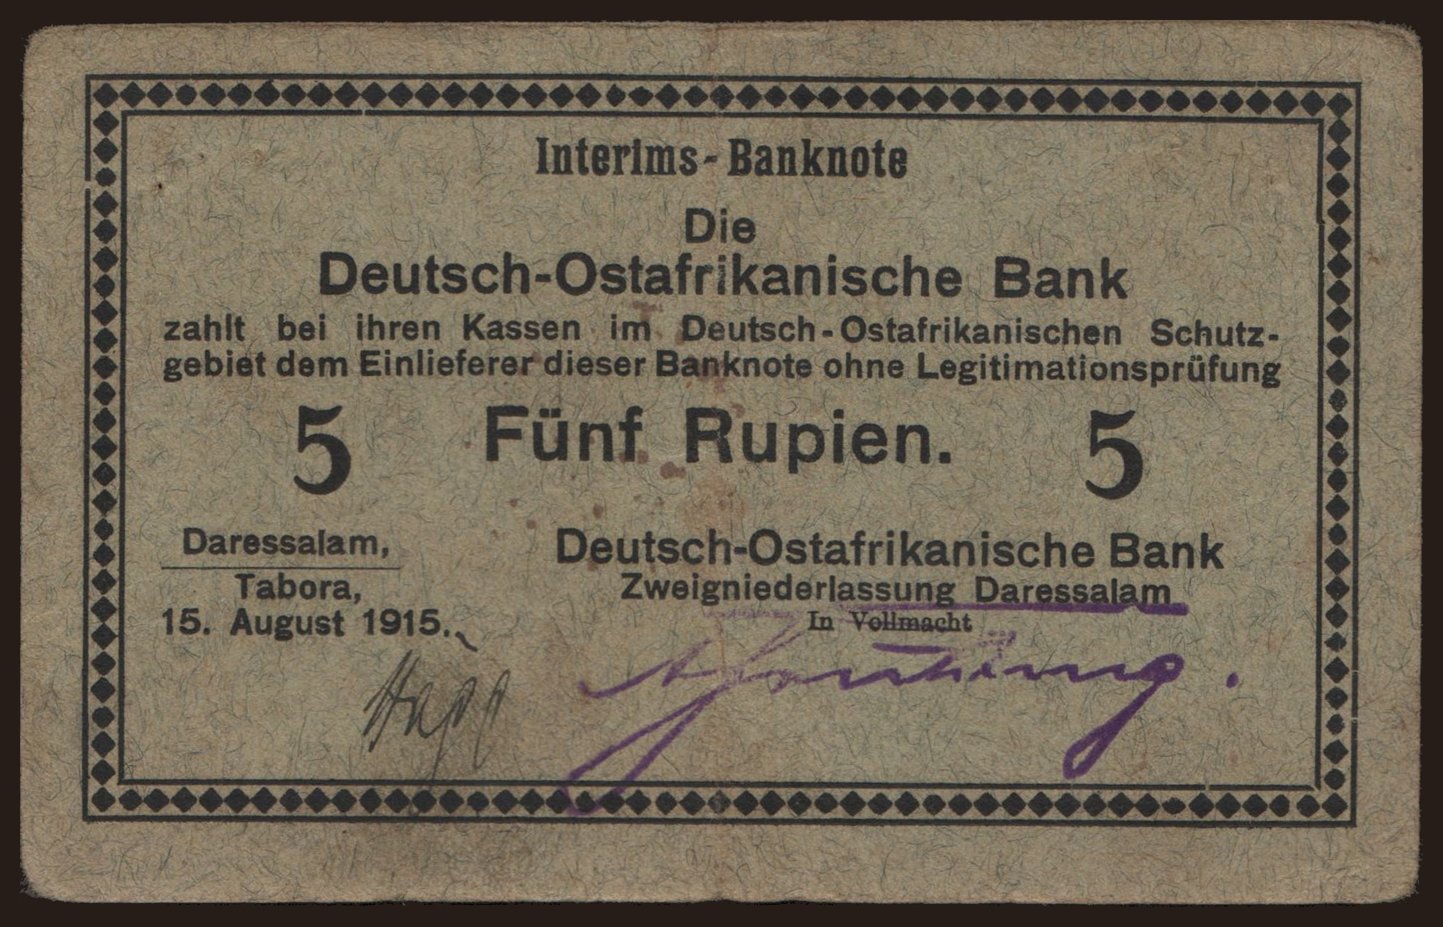 Interims-Banknote
Die
Deutsch-Ostafrikanische Bank
zahlt bei ihren Kassen im Deutsch-Ostafrikanischen Schutz-
gebiet dem Einlieferer dieser Banknote ohne Legitimationsprüfung
5 Fünf Rupien. 5
Daressalam,
Tabora,
15. August 1915.
Deutsch-Ostafrikanische Bank
Zweigniederlassung Daressalam
In Vollmacht